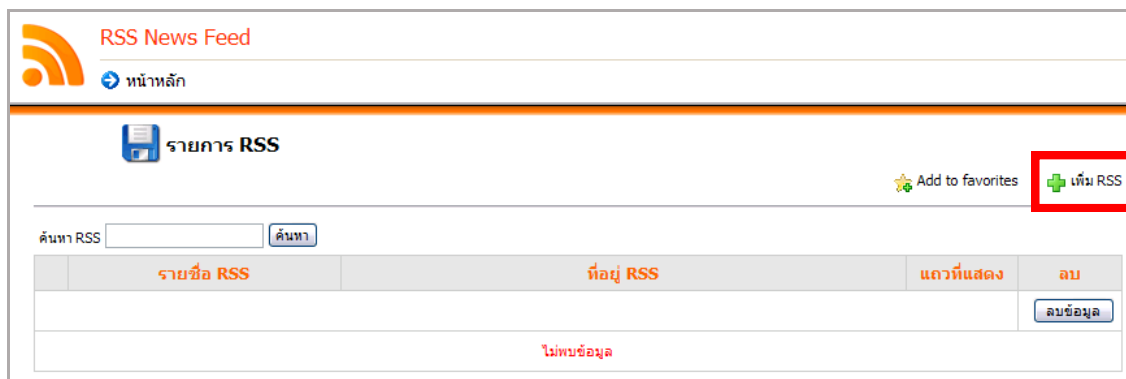 RSS News Feed
หน้าหลัก
รายการ RSS
Add to favorites เพิ่ม RSS
ค้นหา RSS ค้นหา
รายชื่อ RSS ที่อยู่ RSS แถวที่แสดง ลบ
ลบข้อมูล
ไม่พบข้อมูล